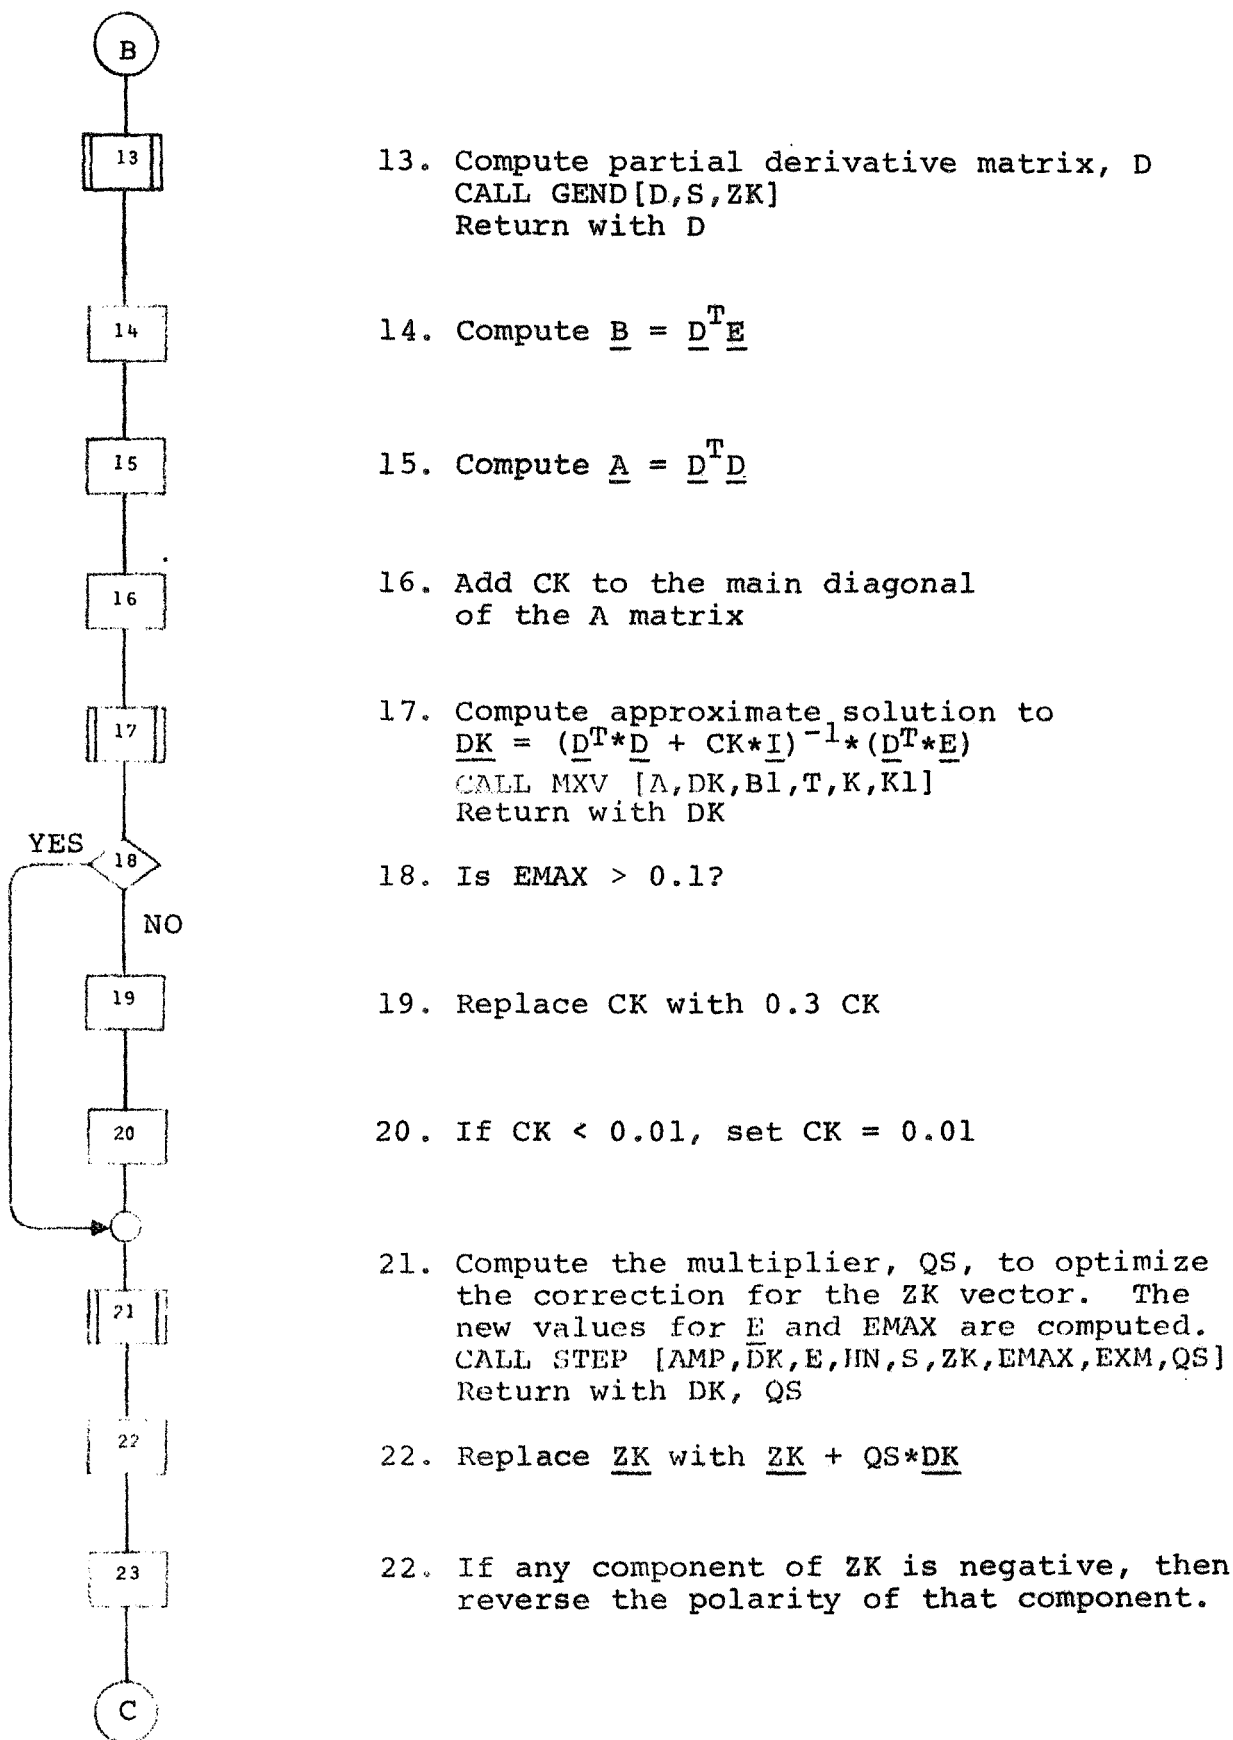 B
13
13. Compute partial derivative matrix, D
CALL GEND[D,S,ZK]
Return with D
14
14. Compute B = DᵀE
15
15. Compute A = DᵀD
16
16. Add CK to the main diagonal
of the A matrix
17
17. Compute approximate solution to
DK = (Dᵀ*D + CK*I)⁻¹*(Dᵀ*E)
CALL MXV [A,DK,B1,T,K,K1]
Return with DK
YES
18
18. Is EMAX > 0.1?
NO
19
19. Replace CK with 0.3 CK
20
20. If CK < 0.01, set CK = 0.01
21
21. Compute the multiplier, QS, to optimize
the correction for the ZK vector. The
new values for E and EMAX are computed.
CALL STEP [AMP,DK,E,HN,S,ZK,EMAX,EXM,QS]
Return with DK, QS
22
22. Replace ZK with ZK + QS*DK
23
22. If any component of ZK is negative, then
reverse the polarity of that component.
C